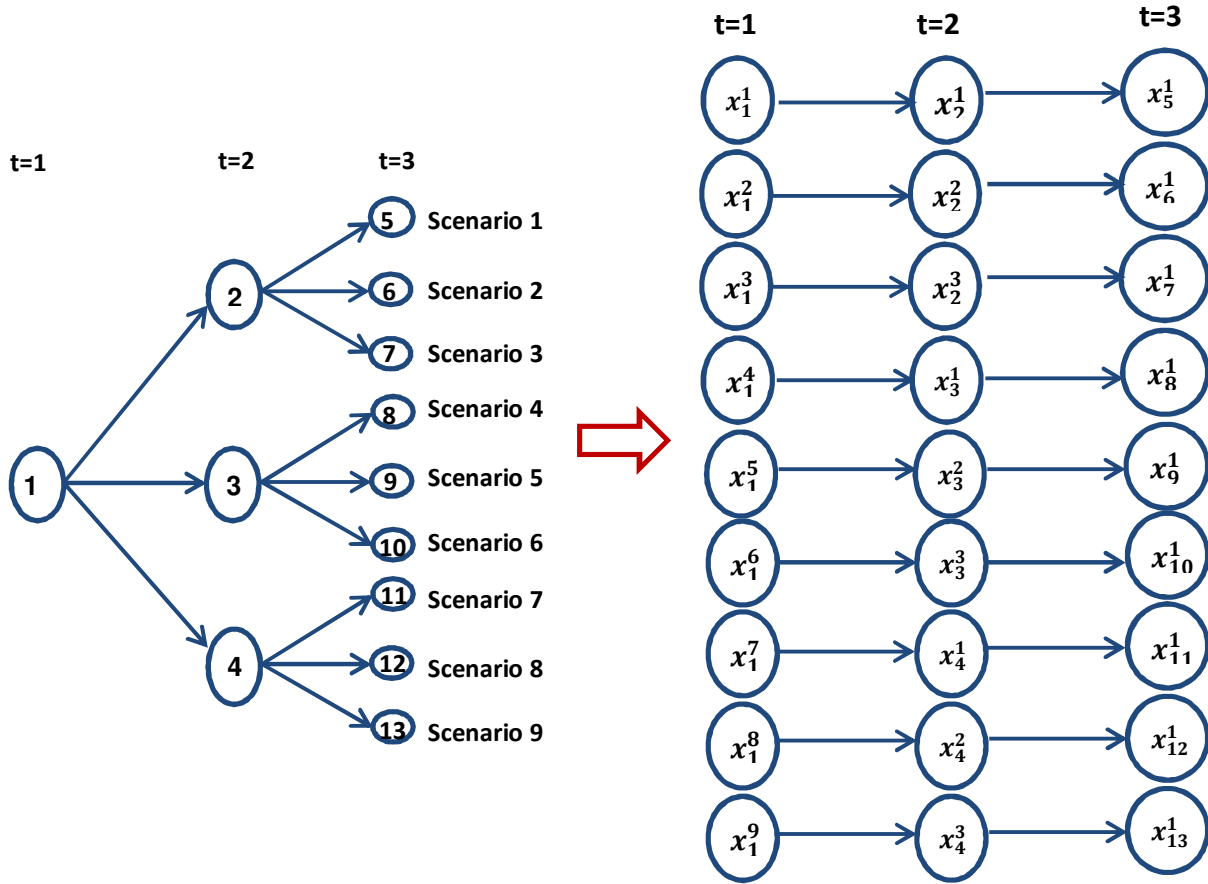 t=1 t=2 t=3
1
2
3
4
5 Scenario 1
6 Scenario 2
7 Scenario 3
8 Scenario 4
9 Scenario 5
10 Scenario 6
11 Scenario 7
12 Scenario 8
13 Scenario 9
t=1 t=2 t=3
x_1^1 x_2^1 x_5^1
x_1^2 x_2^2 x_6^1
x_1^3 x_2^3 x_7^1
x_1^4 x_3^1 x_8^1
x_1^5 x_3^2 x_9^1
x_1^6 x_3^3 x_10^1
x_1^7 x_4^1 x_11^1
x_1^8 x_4^2 x_12^1
x_1^9 x_4^3 x_13^1